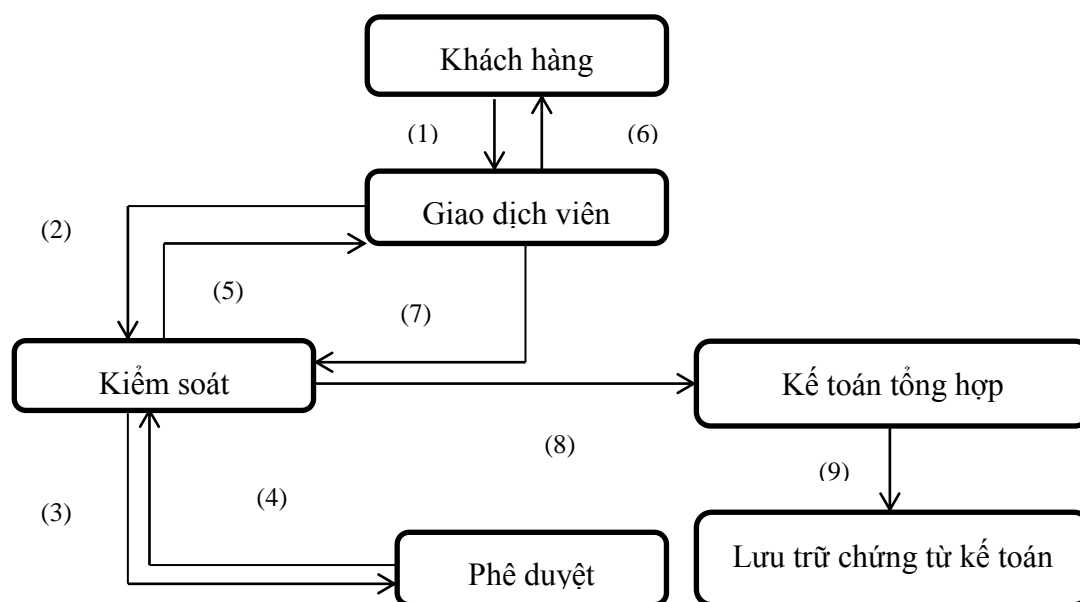 Khách hàng
(1)
(6)
Giao dịch viên
(2)
(5)
(7)
Kiểm soát
Kế toán tổng hợp
(8)
(9)
(3)
(4)
Phê duyệt
Lưu trữ chứng từ kế toán